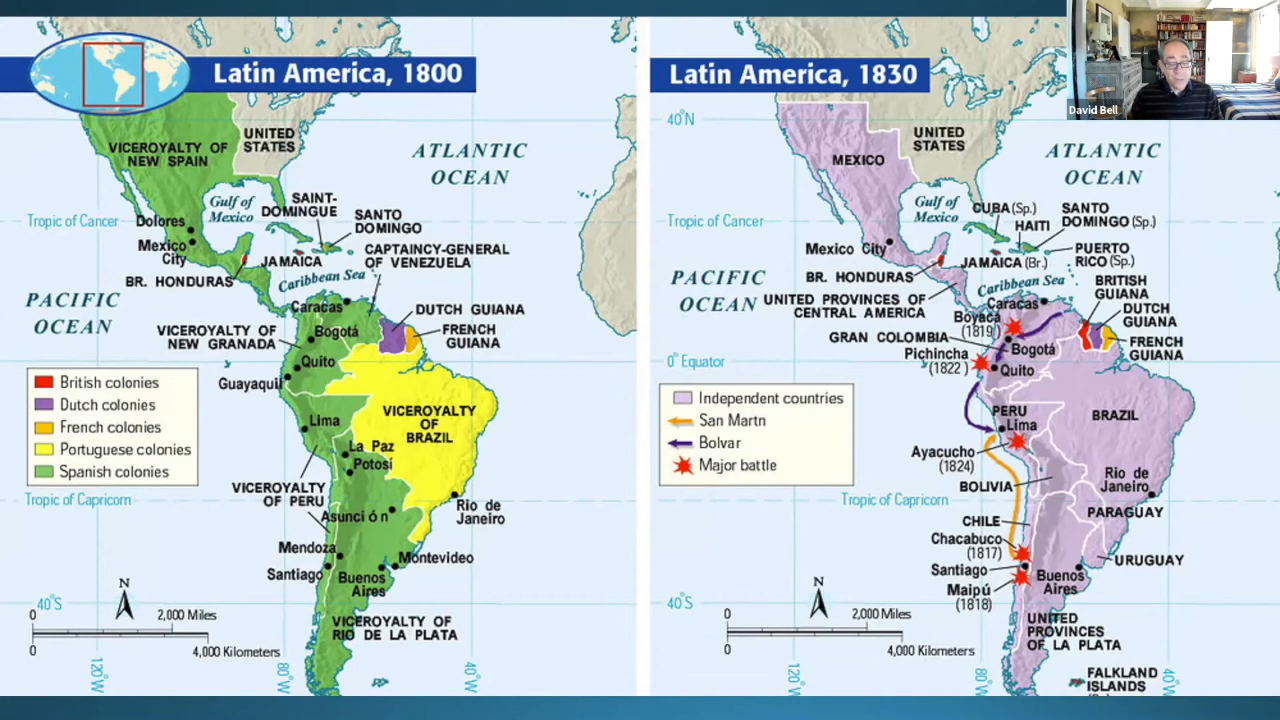 Latin America, 1800
UNITED
STATES
VICEROYALTY OF
NEW SPAIN
ATLANTIC
OCEAN
Gulf of
Mexico
SAINT-
DOMINGUE
SANTO
DOMINGO
Tropic of Cancer
Dolores
Mexico
City
CAPTAINCY-GENERAL
OF VENEZUELA
JAMAICA
BR. HONDURAS
Caribbean Sea
PACIFIC
OCEAN
Caracas
DUTCH GUIANA
VICEROYALTY OF
NEW GRANADA
Bogotá
FRENCH
GUIANA
Quito
0° Equator
Guayaquil
British colonies
Dutch colonies
French colonies
Portuguese colonies
Spanish colonies
VICEROYALTY
OF
BRAZIL
Lima
La Paz
Potosí
VICEROYALTY
OF PERU
Tropic of Capricorn
Rio de
Janeiro
Asunci ó n
Mendoza
Montevideo
Santiago
Buenos
Aires
N
40°S
0
2,000 Miles
VICEROYALTY OF
RIO DE LA PLATA
0
4,000 Kilometers
120°W
80°W
40°W
Latin America, 1830
David Bell
40°N
UNITED
STATES
MEXICO
ATLANTIC
OCEAN
Gulf of
Mexico
CUBA (Sp.)
HAITI
SANTO
DOMINGO (Sp.)
Tropic of Cancer
Mexico City
JAMAICA (Br.)
PUERTO
RICO (Sp.)
BR. HONDURAS
PACIFIC
OCEAN
Caribbean Sea
UNITED PROVINCES OF
CENTRAL AMERICA
Caracas
BRITISH
GUIANA
Boyacá
(1819)
DUTCH
GUIANA
GRAN COLOMBIA
Bogotá
FRENCH
GUIANA
Pichincha
(1822 )
Quito
Independent countries
San Martn
Bolvar
Major battle
PERU
Lima
BRAZIL
Ayacucho
(1824)
BOLIVIA
Rio de
Janeiro
Tropic of Capricorn
PARAGUAY
CHILE
Chacabuco
(1817)
URUGUAY
Santiago
Buenos
Aires
Maipú
(1818)
N
40°S
0
2,000 Miles
UNITED
PROVINCES
OF LA PLATA
0
4,000 Kilometers
FALKLAND
ISLANDS
120°W
80°W
40°W